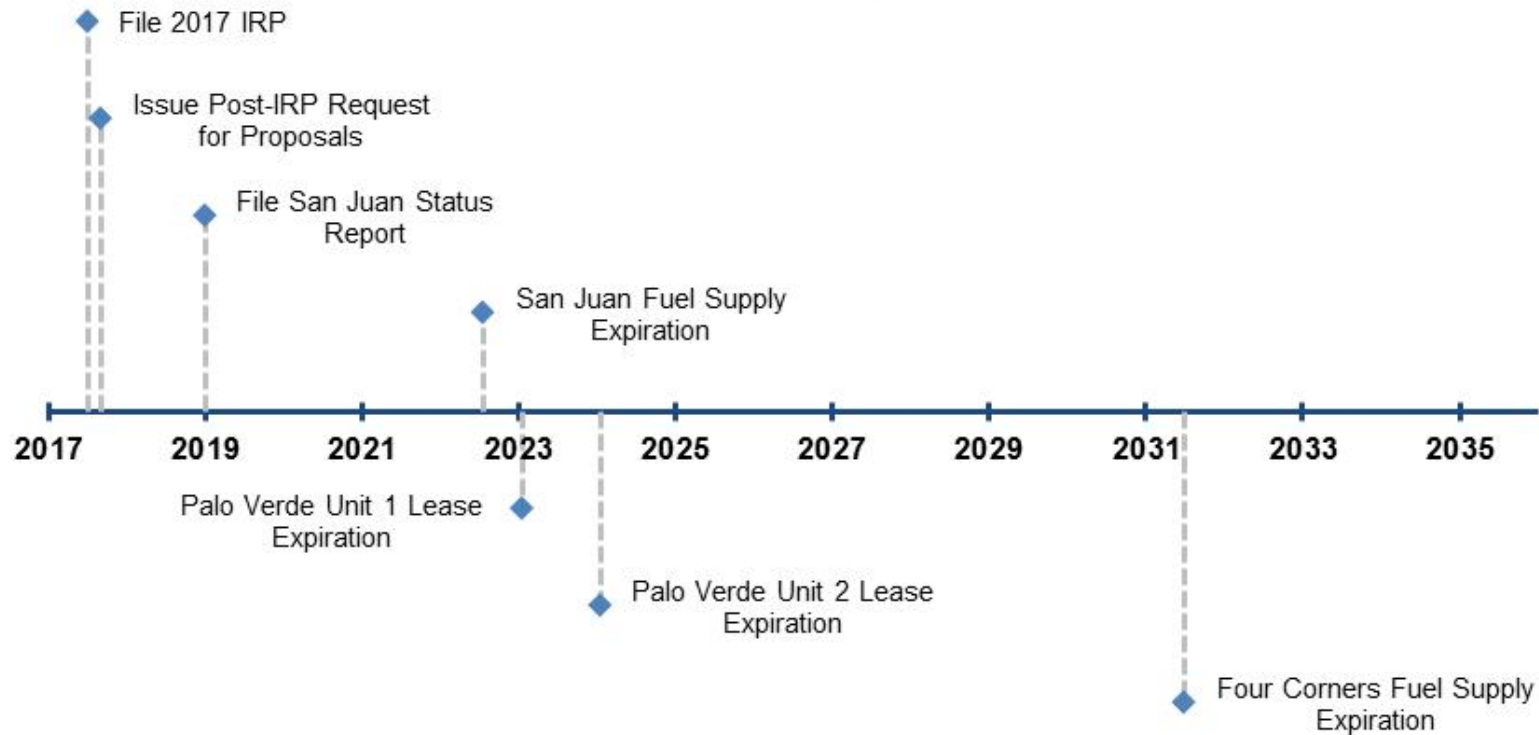 File 2017 IRP
Issue Post-IRP Request
for Proposals
File San Juan Status
Report
San Juan Fuel Supply
Expiration
2017 2019 2021 2023 2025 2027 2029 2031 2033 2035
Palo Verde Unit 1 Lease
Expiration
Palo Verde Unit 2 Lease
Expiration
Four Corners Fuel Supply
Expiration